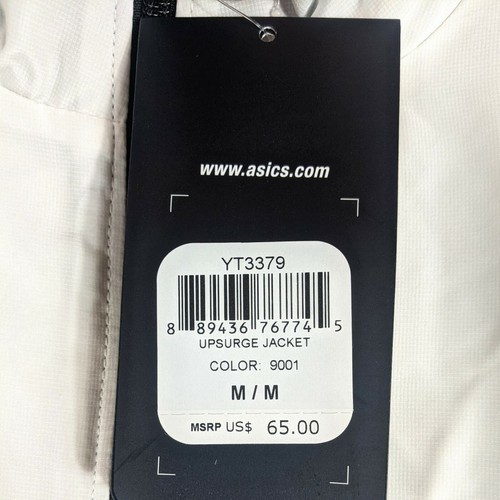 www.asics.com
YT3379
8 89436 76774 5
UPSURGE JACKET
COLOR: 9001
M / M
MSRP US$ 65.00